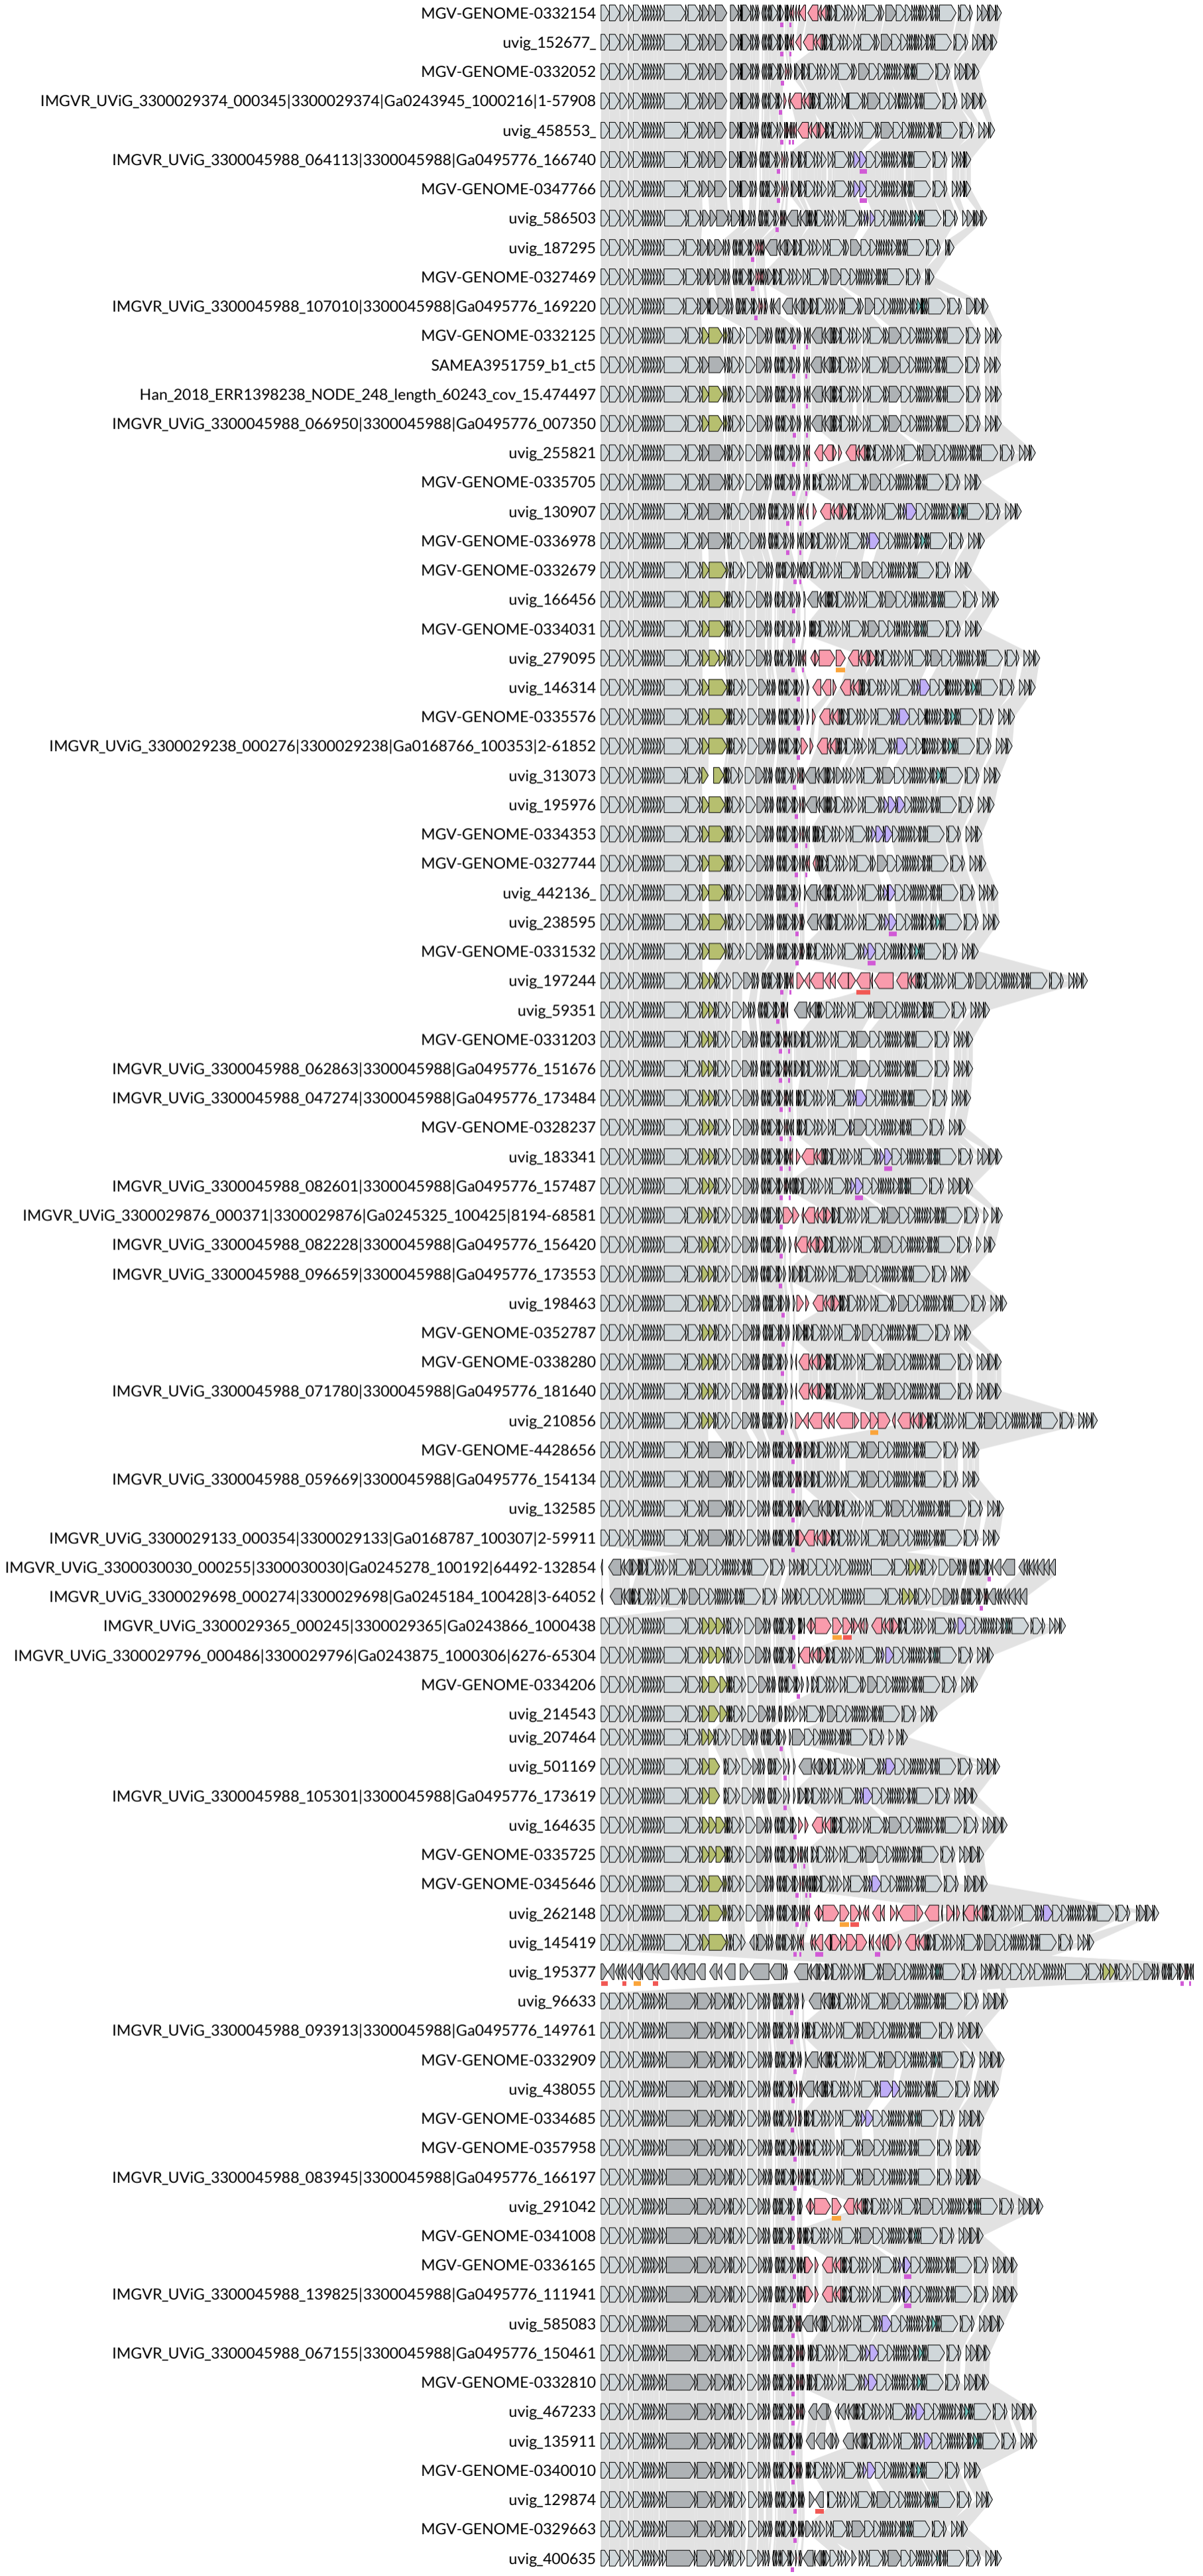 MGV-GENOME-0332154
uvig_152677_
MGV-GENOME-0332052
IMGVR_UViG_3300029374_000345|3300029374|Ga0243945_1000216|1-57908
uvig_458553_
IMGVR_UViG_3300045988_064113|3300045988|Ga0495776_166740
MGV-GENOME-0347766
uvig_586503
uvig_187295
MGV-GENOME-0327469
IMGVR_UViG_3300045988_107010|3300045988|Ga0495776_169220
MGV-GENOME-0332125
SAMEA3951759_b1_ct5
Han_2018_ERR1398238_NODE_248_length_60243_cov_15.474497
IMGVR_UViG_3300045988_066950|3300045988|Ga0495776_007350
uvig_255821
MGV-GENOME-0335705
uvig_130907
MGV-GENOME-0336978
MGV-GENOME-0332679
uvig_166456
MGV-GENOME-0334031
uvig_279095
uvig_146314
MGV-GENOME-0335576
IMGVR_UViG_3300029238_000276|3300029238|Ga0168766_100353|2-61852
uvig_313073
uvig_195976
MGV-GENOME-0334353
MGV-GENOME-0327744
uvig_442136_
uvig_238595
MGV-GENOME-0331532
uvig_197244
uvig_59351
MGV-GENOME-0331203
IMGVR_UViG_3300045988_062863|3300045988|Ga0495776_151676
IMGVR_UViG_3300045988_047274|3300045988|Ga0495776_173484
MGV-GENOME-0328237
uvig_183341
IMGVR_UViG_3300045988_082601|3300045988|Ga0495776_157487
IMGVR_UViG_3300029876_000371|3300029876|Ga0245325_100425|8194-68581
IMGVR_UViG_3300045988_082228|3300045988|Ga0495776_156420
IMGVR_UViG_3300045988_096659|3300045988|Ga0495776_173553
uvig_198463
MGV-GENOME-0352787
MGV-GENOME-0338280
IMGVR_UViG_3300045988_071780|3300045988|Ga0495776_181640
uvig_210856
MGV-GENOME-4428656
IMGVR_UViG_3300045988_059669|3300045988|Ga0495776_154134
uvig_132585
IMGVR_UViG_3300029133_000354|3300029133|Ga0168787_100307|2-59911
IMGVR_UViG_3300030030_000255|3300030030|Ga0245278_100192|64492-132854
IMGVR_UViG_3300029698_000274|3300029698|Ga0245184_100428|3-64052
IMGVR_UViG_3300029365_000245|3300029365|Ga0243866_1000438
IMGVR_UViG_3300029796_000486|3300029796|Ga0243875_1000306|6276-65304
MGV-GENOME-0334206
uvig_214543
uvig_207464
uvig_501169
IMGVR_UViG_3300045988_105301|3300045988|Ga0495776_173619
uvig_164635
MGV-GENOME-0335725
MGV-GENOME-0345646
uvig_262148
uvig_145419
uvig_195377
uvig_96633
IMGVR_UViG_3300045988_093913|3300045988|Ga0495776_149761
MGV-GENOME-0332909
uvig_438055
MGV-GENOME-0334685
MGV-GENOME-0357958
IMGVR_UViG_3300045988_083945|3300045988|Ga0495776_166197
uvig_291042
MGV-GENOME-0341008
MGV-GENOME-0336165
IMGVR_UViG_3300045988_139825|3300045988|Ga0495776_111941
uvig_585083
IMGVR_UViG_3300045988_067155|3300045988|Ga0495776_150461
MGV-GENOME-0332810
uvig_467233
uvig_135911
MGV-GENOME-0340010
uvig_129874
MGV-GENOME-0329663
uvig_400635